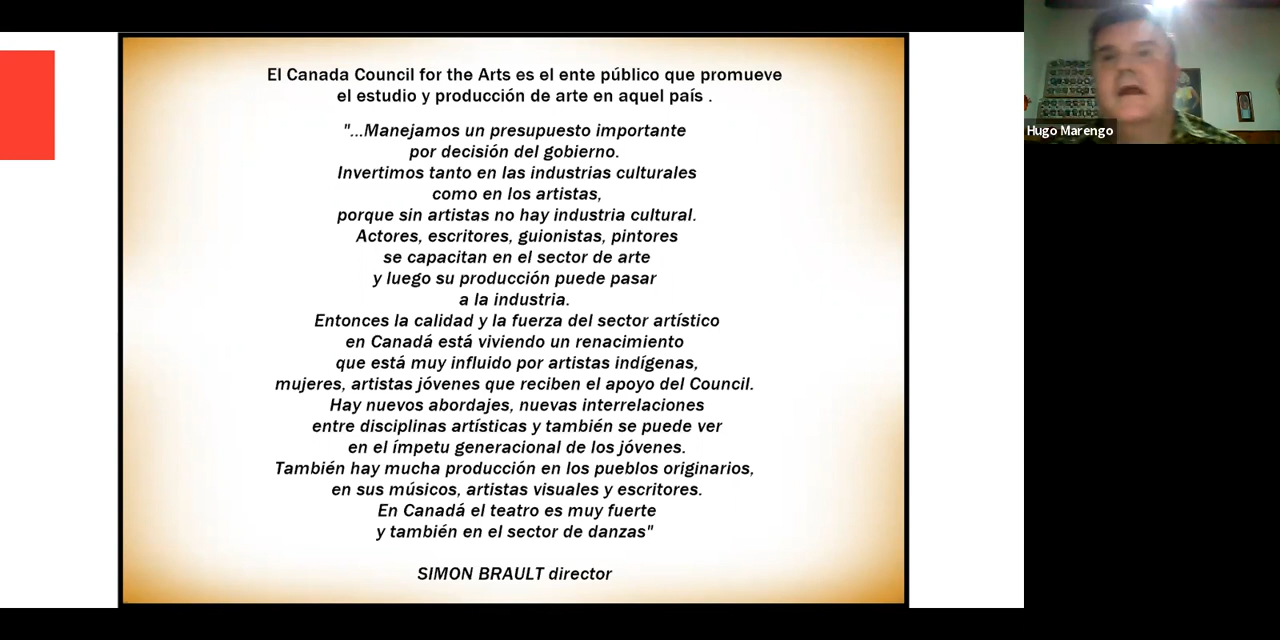 El Canada Council for the Arts es el ente público que promueve
el estudio y producción de arte en aquel país .
"...Manejamos un presupuesto importante
por decisión del gobierno.
Invertimos tanto en las industrias culturales
como en los artistas,
porque sin artistas no hay industria cultural.
Actores, escritores, guionistas, pintores
se capacitan en el sector de arte
y luego su producción puede pasar
a la industria.
Entonces la calidad y la fuerza del sector artístico
en Canadá está viviendo un renacimiento
que está muy influido por artistas indígenas,
mujeres, artistas jóvenes que reciben el apoyo del Council.
Hay nuevos abordajes, nuevas interrelaciones
entre disciplinas artísticas y también se puede ver
en el ímpetu generacional de los jóvenes.
También hay mucha producción en los pueblos originarios,
en sus músicos, artistas visuales y escritores.
En Canadá el teatro es muy fuerte
y también en el sector de danzas"
SIMON BRAULT director
Hugo Marengo